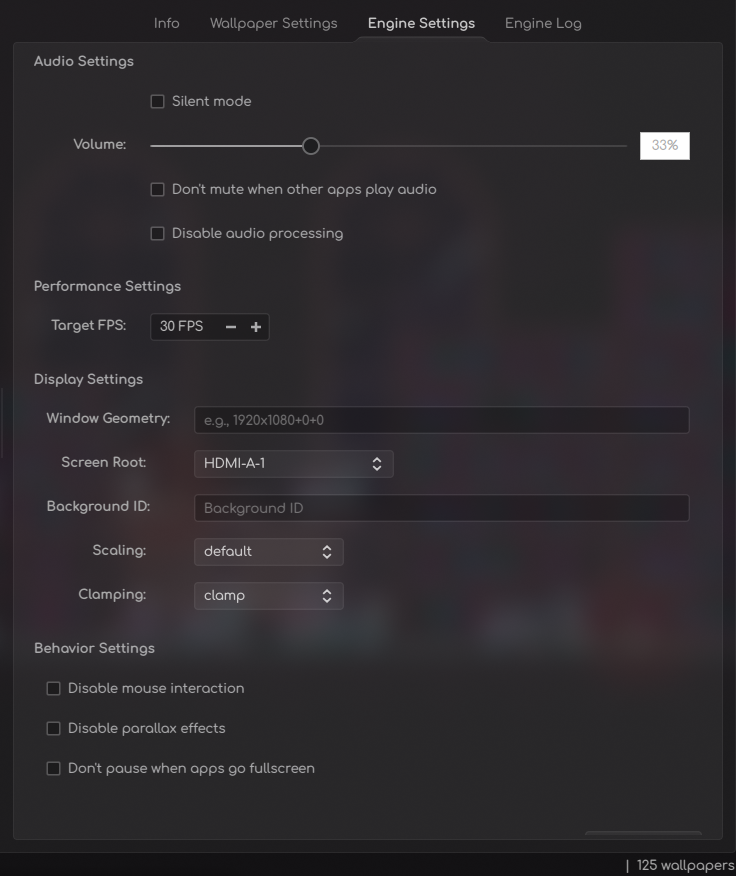 Info Wallpaper Settings Engine Settings Engine Log
Audio Settings
Silent mode
Volume: 33%
Don't mute when other apps play audio
Disable audio processing
Performance Settings
Target FPS: 30 FPS − +
Display Settings
Window Geometry: e.g., 1920x1080+0+0
Screen Root: HDMI-A-1
Background ID: Background ID
Scaling: default
Clamping: clamp
Behavior Settings
Disable mouse interaction
Disable parallax effects
Don't pause when apps go fullscreen
| 125 wallpapers